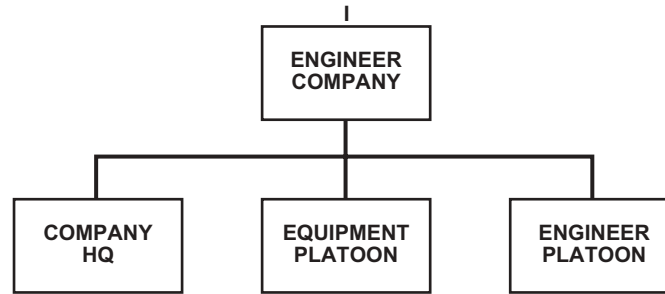 I
ENGINEER
COMPANY
COMPANY
HQ
EQUIPMENT
PLATOON
ENGINEER
PLATOON